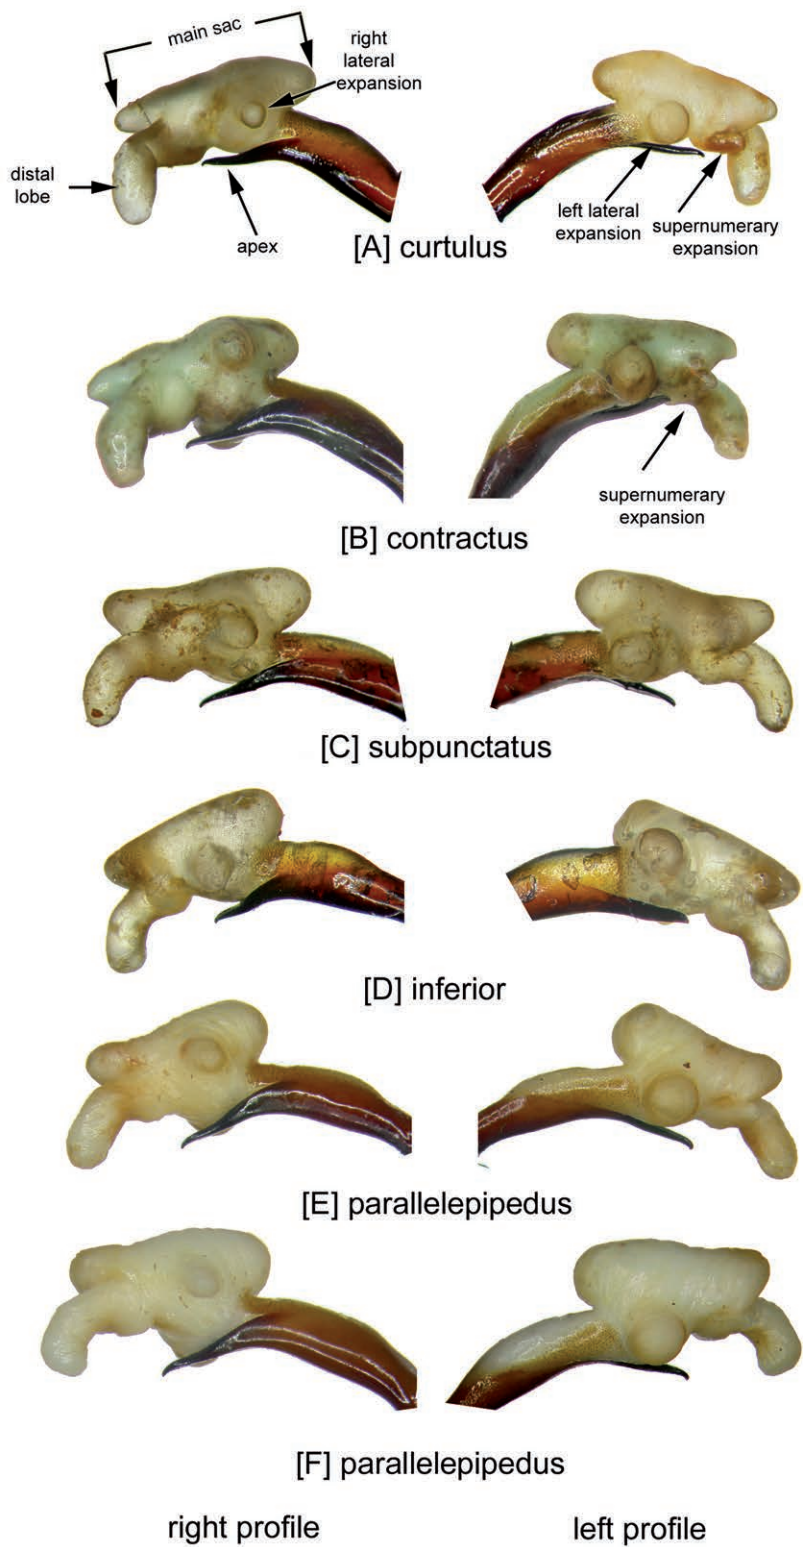 main sac
right
lateral
expansion
distal
lobe
apex
left lateral
expansion
supernumerary
expansion
[A] curtulus
supernumerary
expansion
[B] contractus
[C] subpunctatus
[D] inferior
[E] parallelepipedus
[F] parallelepipedus
right profile
left profile